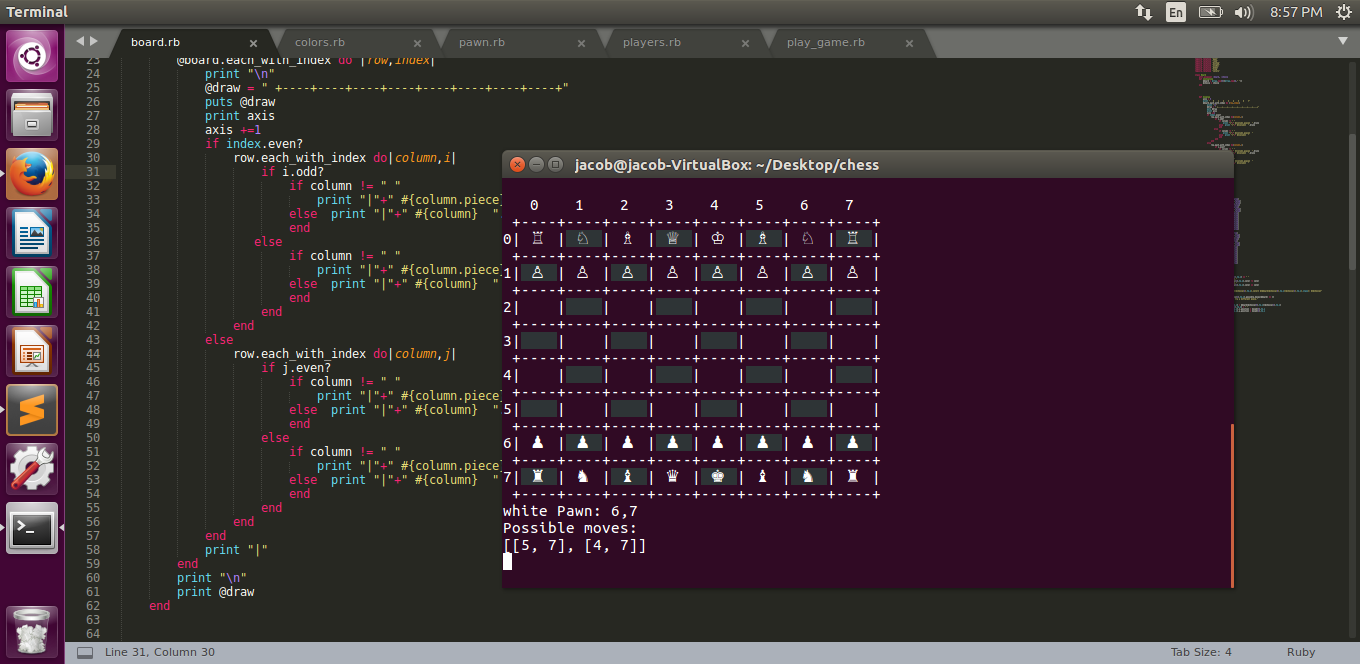 Terminal
En
8:57 PM
board.rb × colors.rb × pawn.rb × players.rb × play_game.rb ×
23 @board.each_with_index do |row,index|
24 print "\n"
25 @draw = " +----+----+----+----+----+----+----+----+"
26 puts @draw
27 print axis
28 axis +=1
29 if index.even?
30 row.each_with_index do|column,i|
31 if i.odd?
32 if column != " "
33 print "|"+" #{column.piece}
34 else print "|"+" #{column}  "
35 end
36 else
37 if column != " "
38 print "|"+" #{column.piece}
39 else print "|"+" #{column}  "
40 end
41 end
42 end
43 else
44 row.each_with_index do|column,j|
45 if j.even?
46 if column != " "
47 print "|"+" #{column.piece}
48 else print "|"+" #{column}  "
49 end
50 else
51 if column != " "
52 print "|"+" #{column.piece}
53 else print "|"+" #{column}  "
54 end
55 end
56 end
57 end
58 print "|"
59 end
60 print "\n"
61 print @draw
62 end
63
64
jacob@jacob-VirtualBox: ~/Desktop/chess
0 1 2 3 4 5 6 7
+----+----+----+----+----+----+----+----+
0| ♖ | ♘ | ♗ | ♕ | ♔ | ♗ | ♘ | ♖ |
+----+----+----+----+----+----+----+----+
1| ♙ | ♙ | ♙ | ♙ | ♙ | ♙ | ♙ | ♙ |
+----+----+----+----+----+----+----+----+
2|    |    |    |    |    |    |    |    |
+----+----+----+----+----+----+----+----+
3|    |    |    |    |    |    |    |    |
+----+----+----+----+----+----+----+----+
4|    |    |    |    |    |    |    |    |
+----+----+----+----+----+----+----+----+
5|    |    |    |    |    |    |    |    |
+----+----+----+----+----+----+----+----+
6| ♟ | ♟ | ♟ | ♟ | ♟ | ♟ | ♟ | ♟ |
+----+----+----+----+----+----+----+----+
7| ♜ | ♞ | ♝ | ♛ | ♚ | ♝ | ♞ | ♜ |
+----+----+----+----+----+----+----+----+
white Pawn: 6,7
Possible moves:
[[5, 7], [4, 7]]
Line 31, Column 30
Tab Size: 4
Ruby